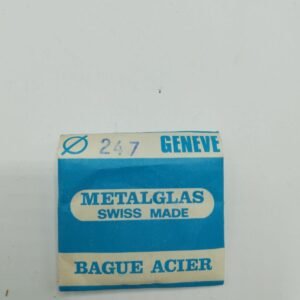 Ø 247 GENEVE
METALGLAS
SWISS MADE
BAGUE ACIER